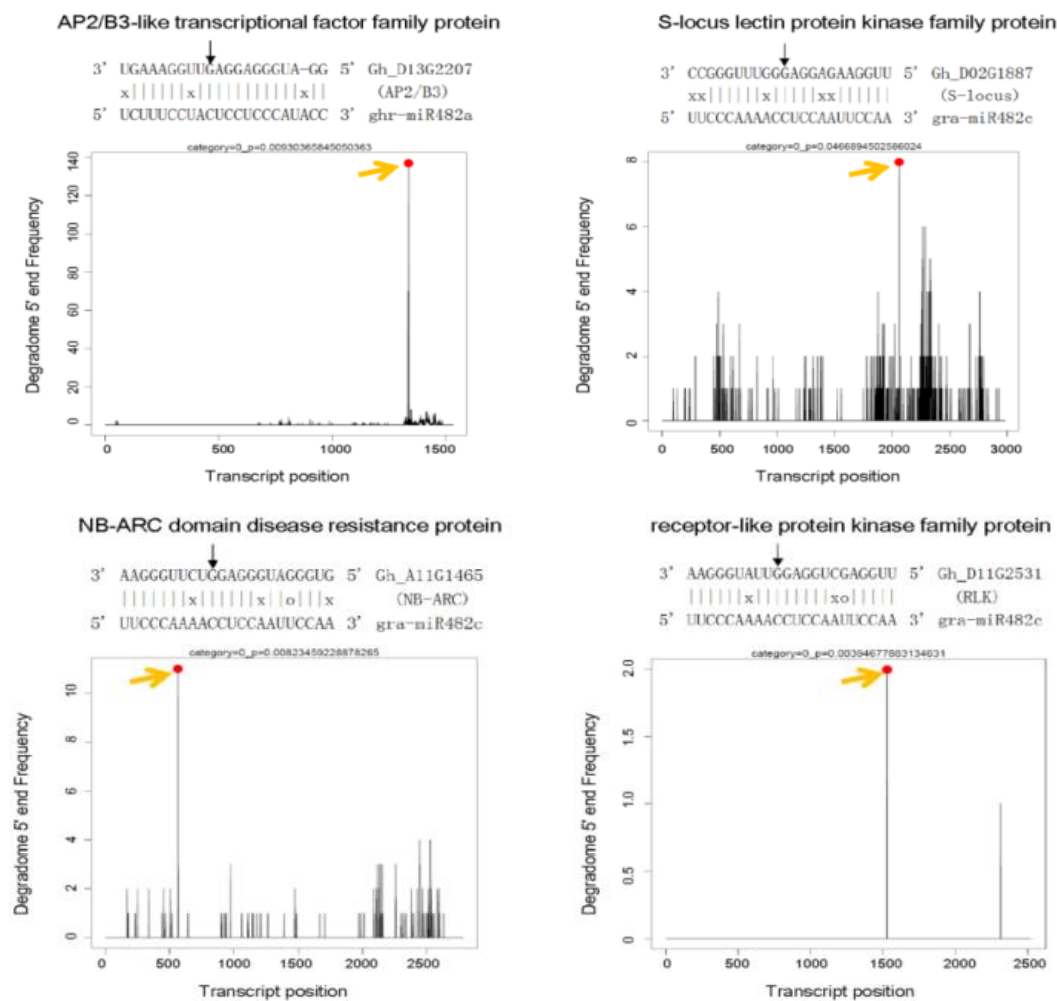 AP2/B3-like transcriptional factor family protein
3' UGAAAGGUUGAGGAGGGUA-GG 5' Gh_D13G2207
x||||||x|||||||||||x|| (AP2/B3)
5' UCUUUCCUACUCCUCCCAUACC 3' ghr-miR482a
category=0_p=0.00930365845050363
Degradome 5' end Frequency
140
120
100
80
60
40
20
0
0 500 1000 1500
Transcript position
S-locus lectin protein kinase family protein
3' CCGGGUUUGGGAGGAGAAGGUU 5' Gh_D02G1887
xx||||||x|||||xx|||||| (S-locus)
5' UUCCCAAAACCUCCAAUUCCAA 3' gra-miR482c
category=0_p=0.0466894502586024
Degradome 5' end Frequency
8
6
4
2
0
0 500 1000 1500 2000 2500 3000
Transcript position
NB-ARC domain disease resistance protein
3' AAGGGUUCUGGAGGGUAGGGUG 5' Gh_A11G1465
|||||||x||||||x||o|||x (NB-ARC)
5' UUCCCAAAACCUCCAAUUCCAA 3' gra-miR482c
category=0_p=0.00823459228878265
Degradome 5' end Frequency
10
8
6
4
2
0
0 500 1000 1500 2000 2500
Transcript position
receptor-like protein kinase family protein
3' AAGGGUAUUGGAGGUCGAGGUU 5' Gh_D11G2531
||||||x||||||||xo|||||| (RLK)
5' UUCCCAAAACCUCCAAUUCCAA 3' gra-miR482c
category=0_p=0.00394677883134631
Degradome 5' end Frequency
2.0
1.5
1.0
0.5
0
0 500 1000 1500 2000 2500
Transcript position